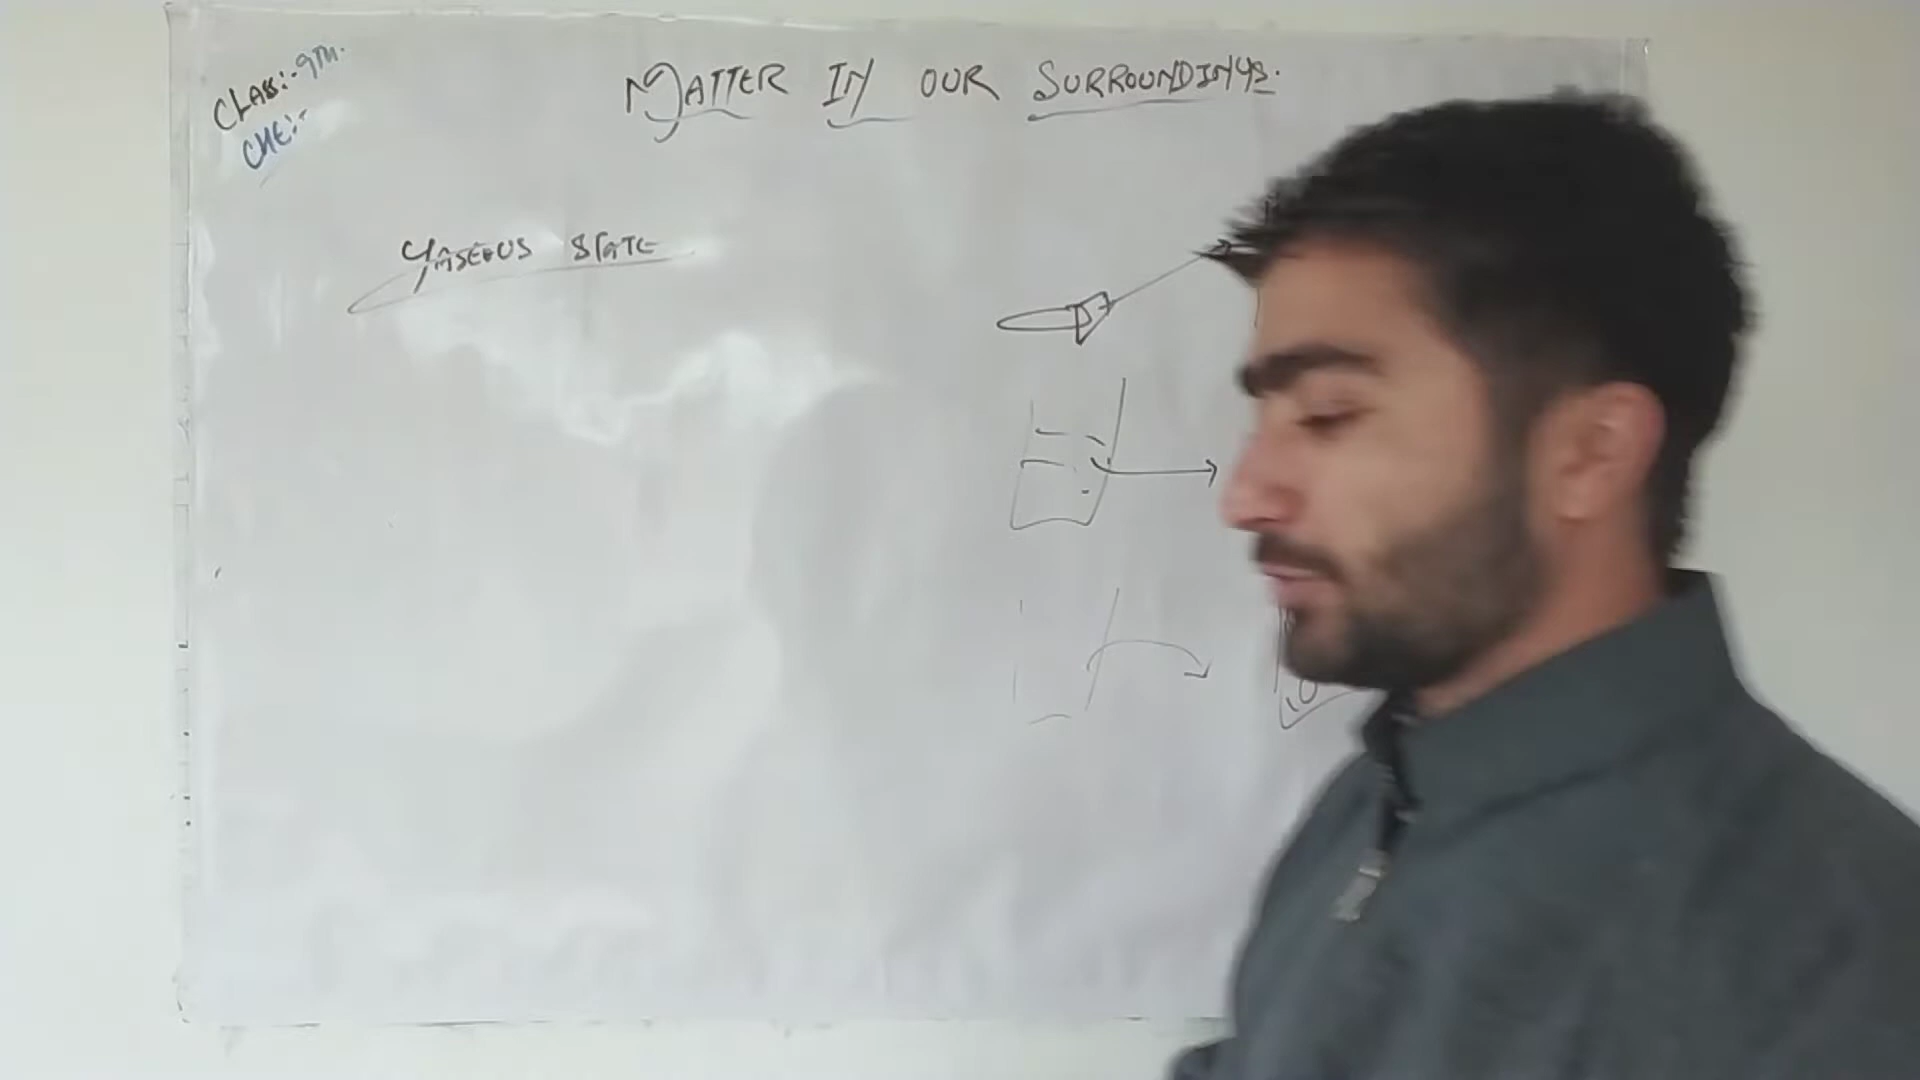 CLASS:- 9TH.
CHE:-
MATTER IN OUR SURROUNDINGS.
GASEOUS STATE